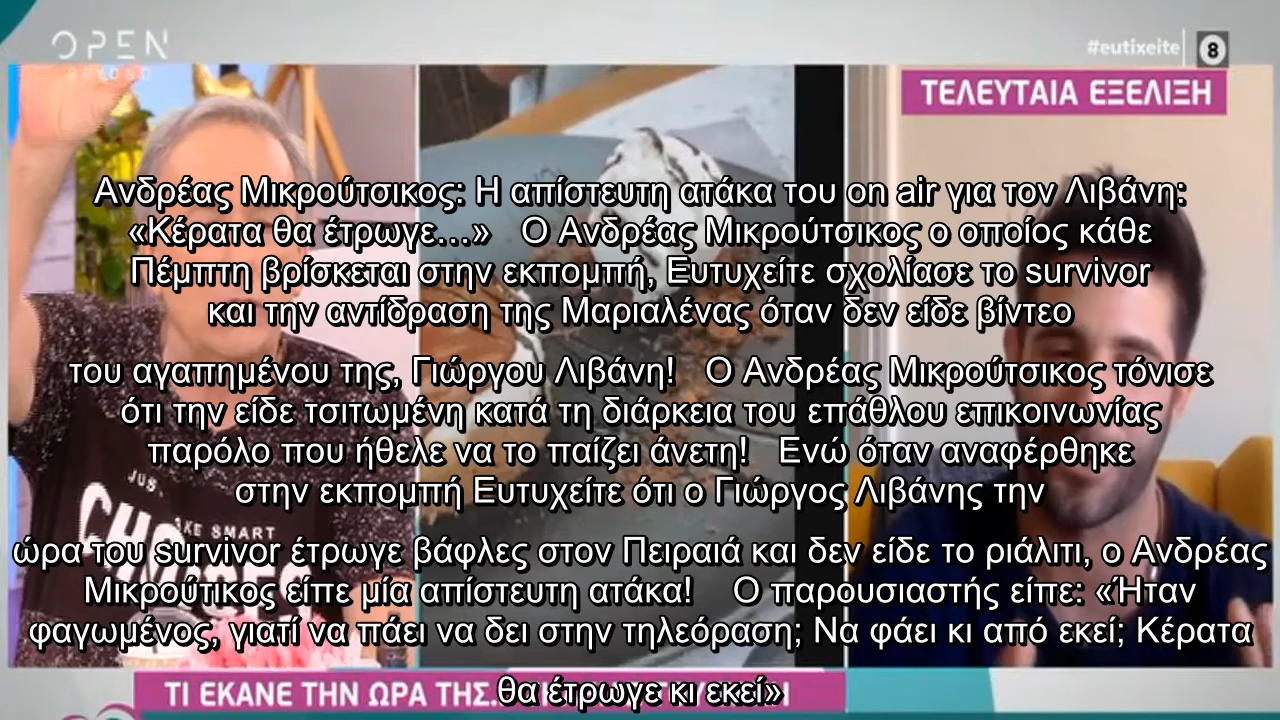 OPEN
BEYOND
#eutixeite
8
ΤΕΛΕΥΤΑΙΑ ΕΞΕΛΙΞΗ
Ανδρέας Μικρούτσικος: Η απίστευτη ατάκα του on air για τον Λιβάνη:
«Κέρατα θα έτρωγε...» Ο Ανδρέας Μικρούτσικος ο οποίος κάθε
Πέμπτη βρίσκεται στην εκπομπή, Ευτυχείτε σχολίασε το survivor
και την αντίδραση της Μαριαλένας όταν δεν είδε βίντεο
του αγαπημένου της, Γιώργου Λιβάνη! Ο Ανδρέας Μικρούτσικος τόνισε
ότι την είδε τσιτωμένη κατά τη διάρκεια του επάθλου επικοινωνίας
παρόλο που ήθελε να το παίζει άνετη! Ενώ όταν αναφέρθηκε
στην εκπομπή Ευτυχείτε ότι ο Γιώργος Λιβάνης την
ώρα του survivor έτρωγε βάφλες στον Πειραιά και δεν είδε το ριάλιτι, ο Ανδρέας
Μικρούτικος είπε μία απίστευτη ατάκα! Ο παρουσιαστής είπε: «Ήταν
φαγωμένος, γιατί να πάει να δει στην τηλεόραση; Να φάει κι από εκεί; Κέρατα
θα έτρωγε κι εκεί»
JUS
KE SMART
ΤΙ ΕΚΑΝΕ ΤΗΝ ΩΡΑ ΤΗΣ